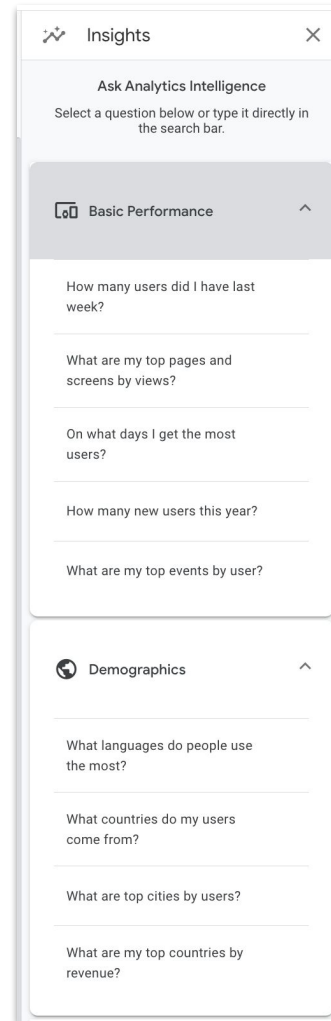 Insights
Ask Analytics Intelligence
Select a question below or type it directly in
the search bar.
Basic Performance
How many users did I have last
week?
What are my top pages and
screens by views?
On what days I get the most
users?
How many new users this year?
What are my top events by user?
Demographics
What languages do people use
the most?
What countries do my users
come from?
What are top cities by users?
What are my top countries by
revenue?